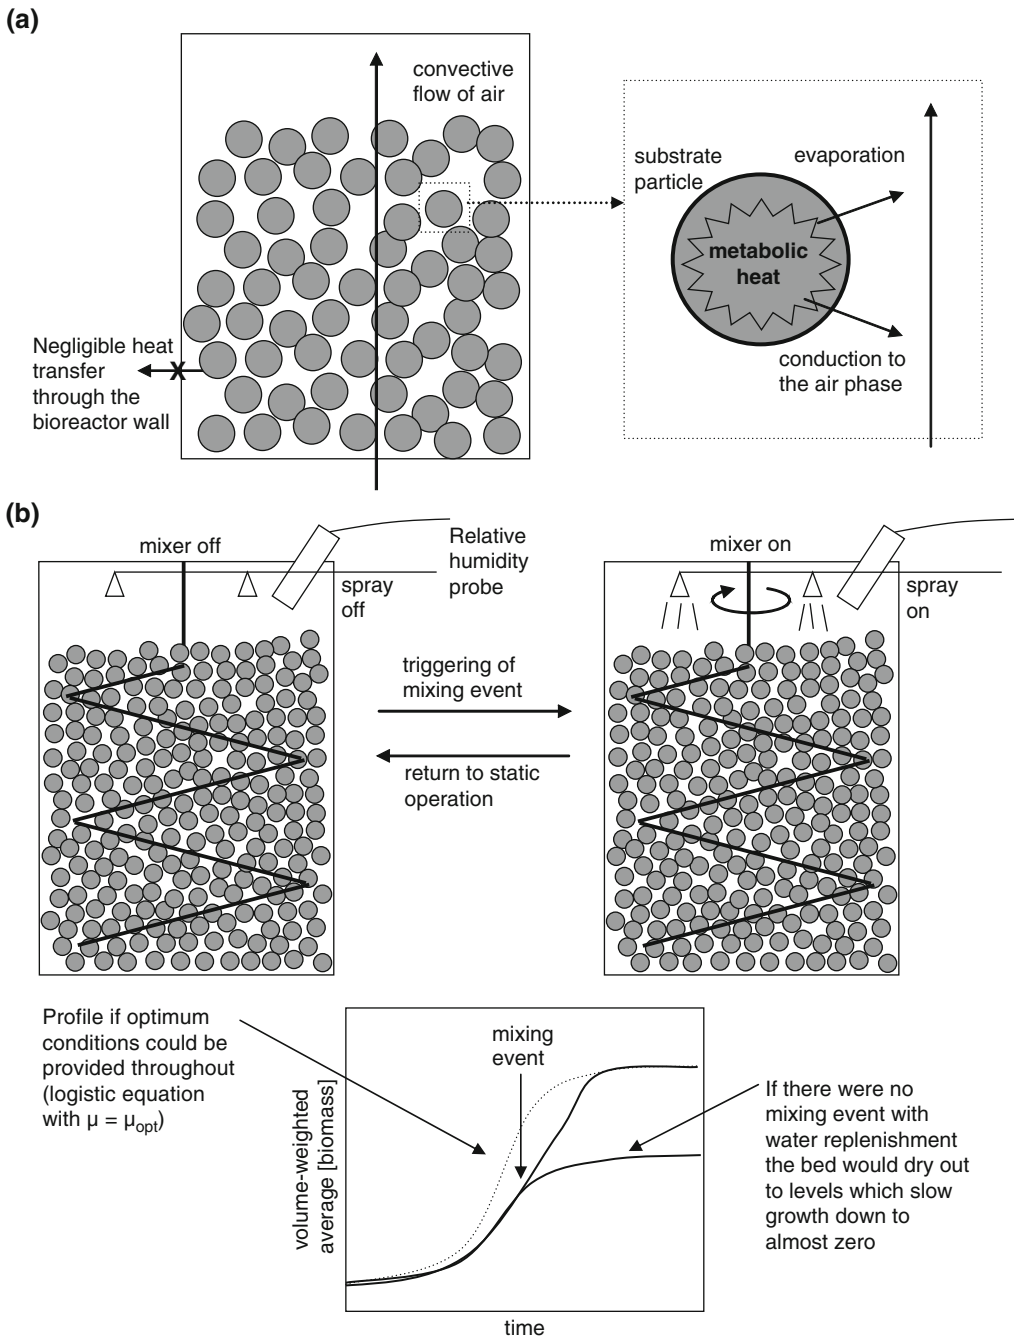 (a)
convective
flow of air
substrate
particle
evaporation
metabolic
heat
conduction to
the air phase
Negligible heat
transfer
through the
bioreactor wall
X
(b)
mixer off
Relative
humidity
probe
spray
off
mixer on
spray
on
triggering of
mixing event
return to static
operation
Profile if optimum
conditions could be
provided throughout
(logistic equation
with μ = μopt)
mixing
event
volume-weighted
average [biomass]
time
If there were no
mixing event with
water replenishment
the bed would dry out
to levels which slow
growth down to
almost zero